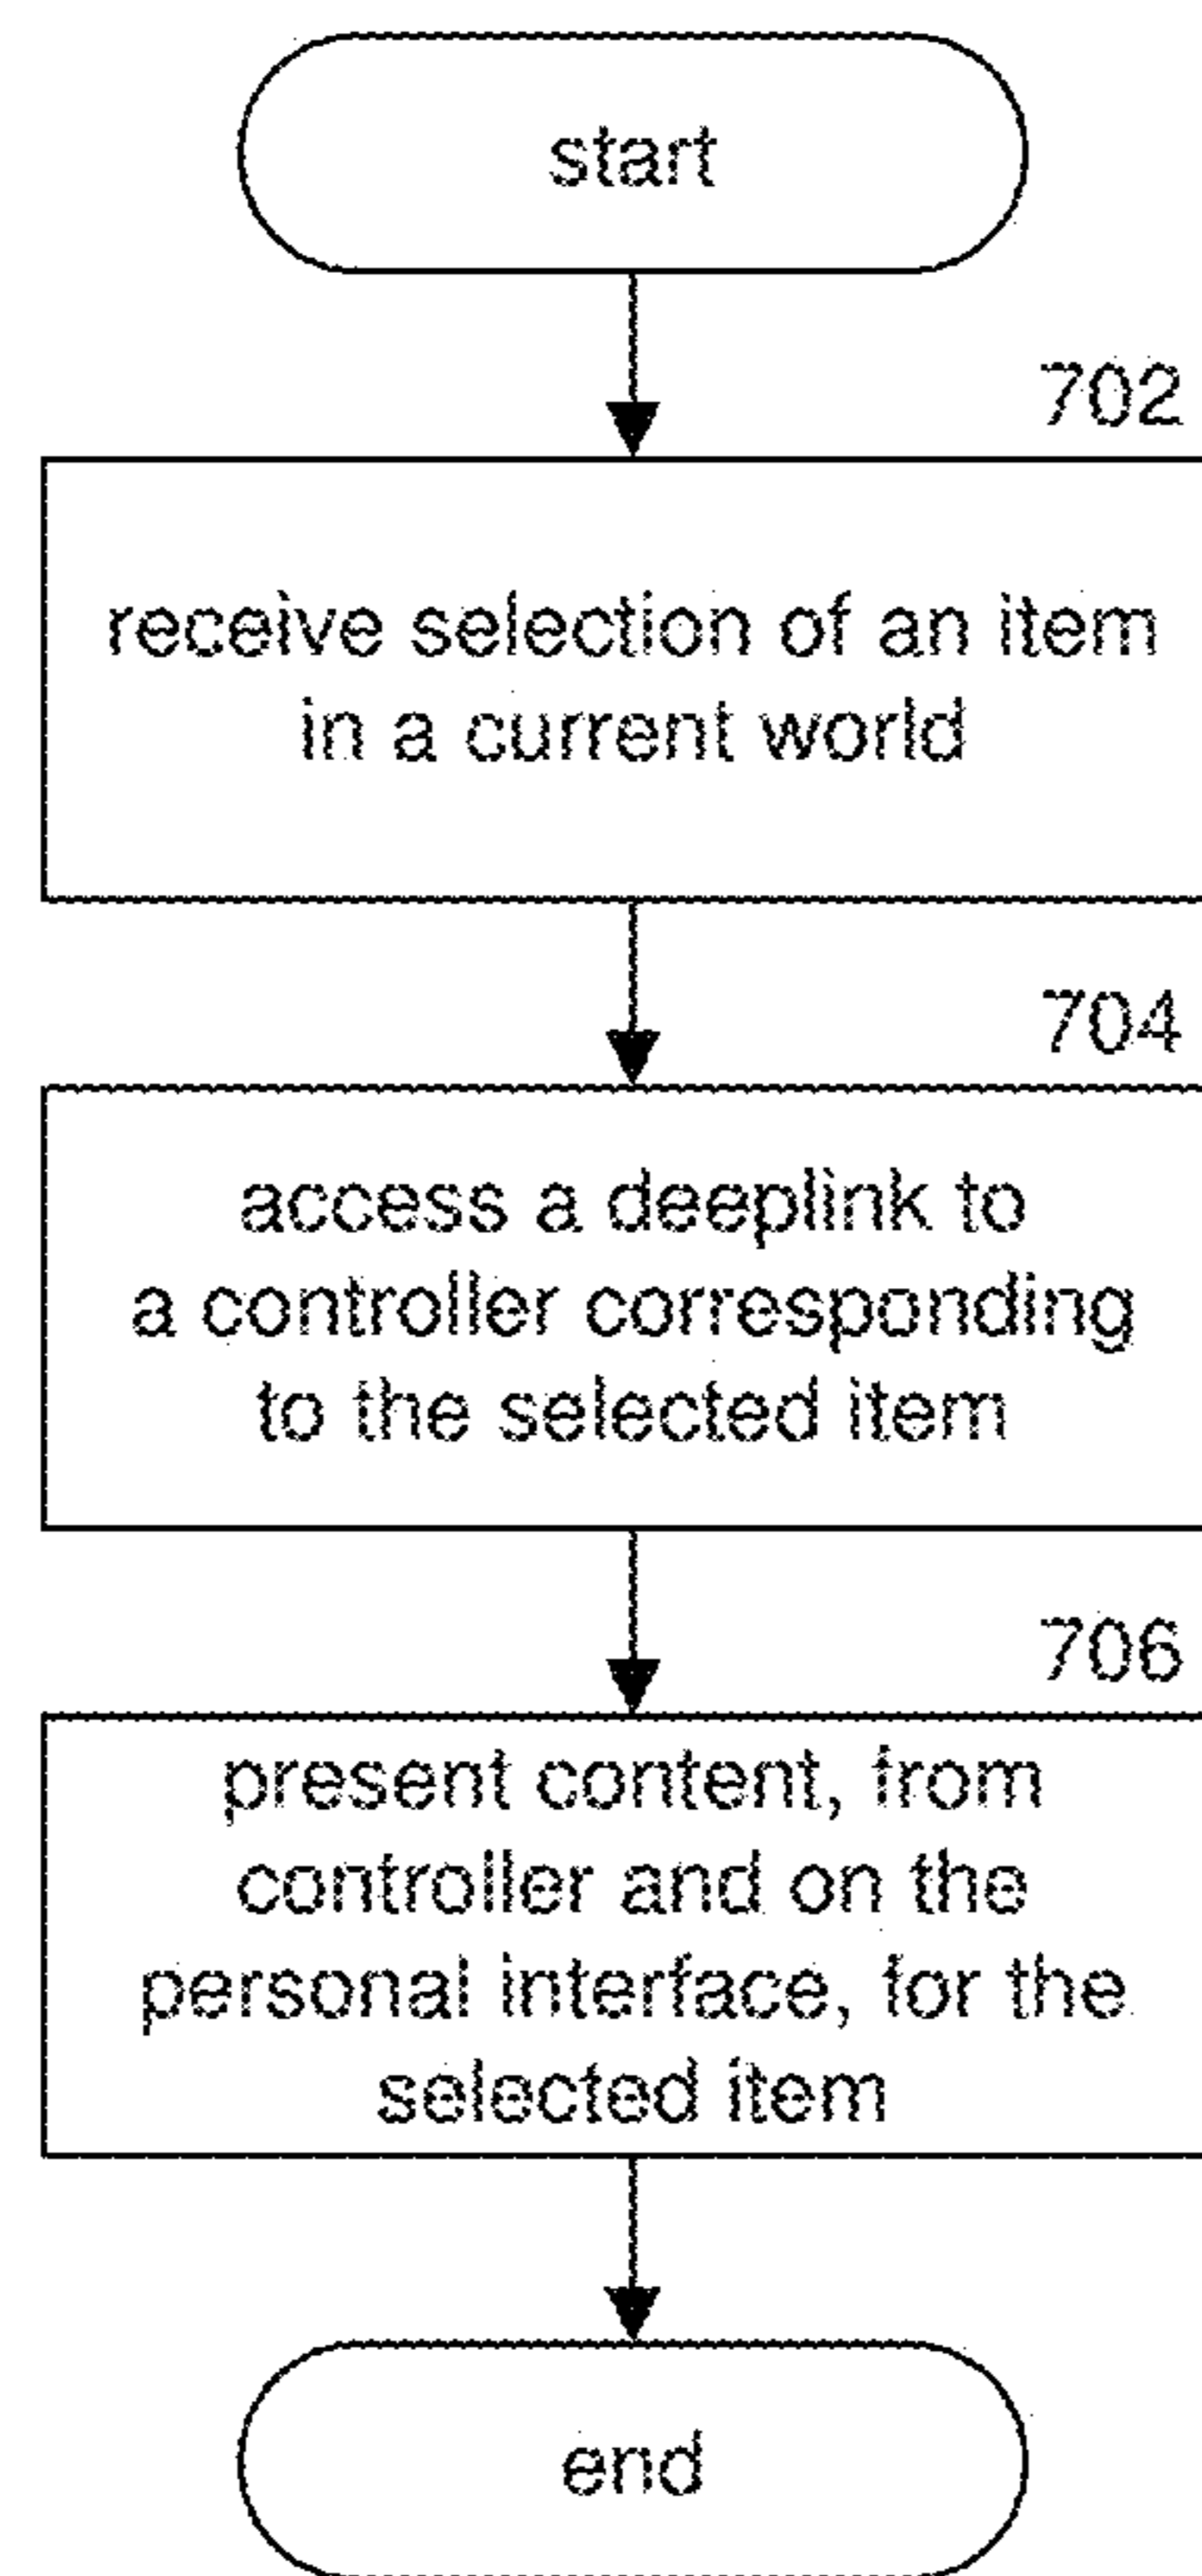 start
702
receive selection of an item
in a current world
704
access a deeplink to
a controller corresponding
to the selected item
706
present content, from
controller and on the
personal interface, for the
selected item
end